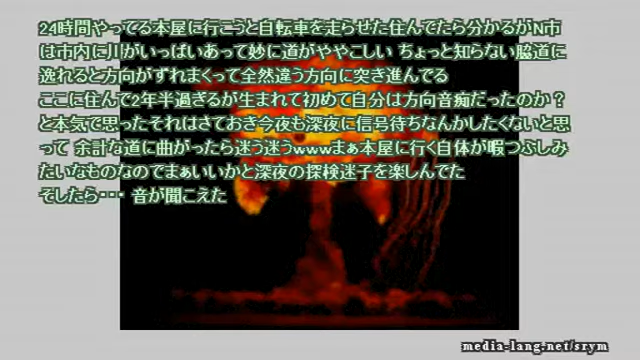 24時間やってる本屋に行こうと自転車を走らせた住んでたら分かるがN市
は市内に川がいっぱいあって妙に道がややこしい ちょっと知らない脇道に
逸れると方向がずれまくって全然違う方向に突き進んでる
ここに住んで2年半過ぎるが生まれて初めて自分は方向音痴だったのか？
と本気で思ったそれはさておき今夜も深夜に信号待ちなんかしたくないと思
って 余計な道に曲がったら迷う迷うwwwまぁ本屋に行く自体が暇つぶしみ
たいなものなのでまぁいいかと深夜の探検迷子を楽しんでた
そしたら・・・ 音が聞こえた
media-lang-net/srym